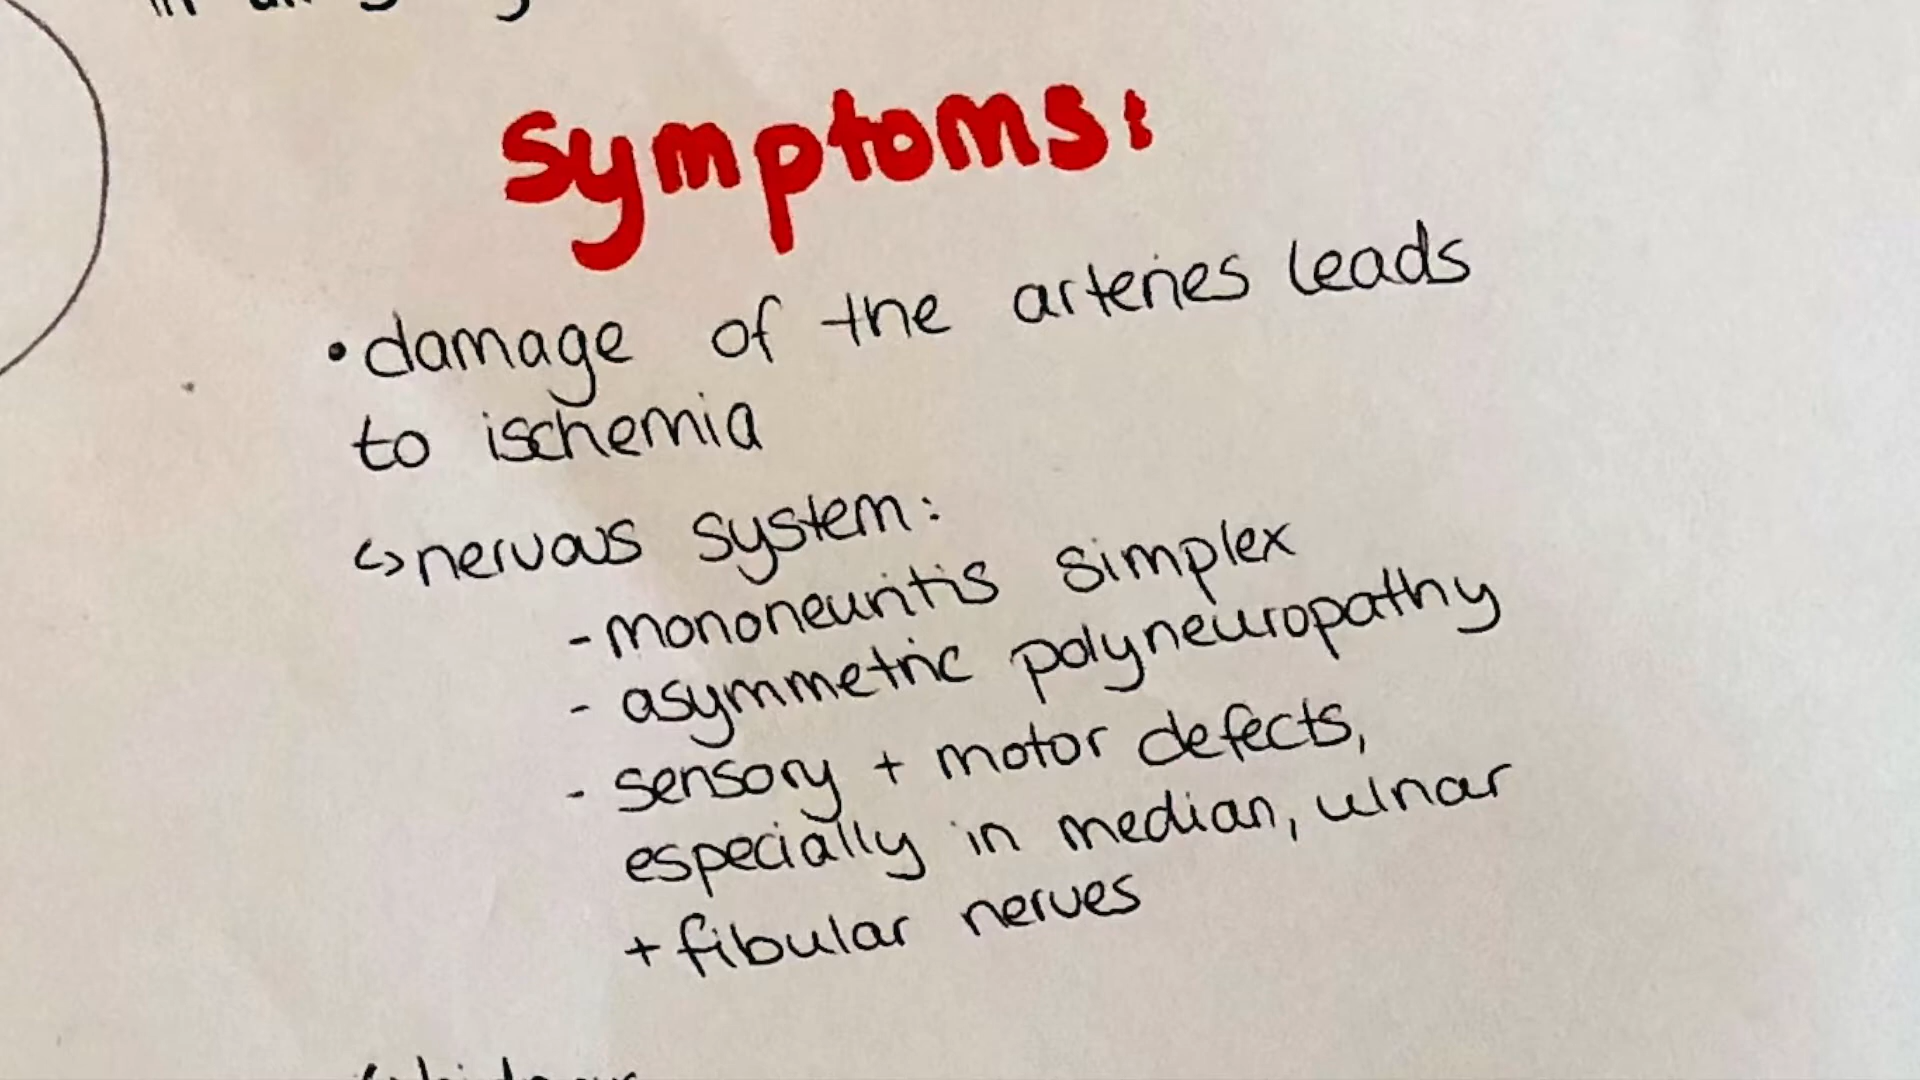 Symptoms:
• damage of the arteries leads
to ischemia
↪ nervous system:
- mononeuritis simplex
- asymmetric polyneuropathy
- sensory + motor defects,
especially in median, ulnar
+ fibular nerves